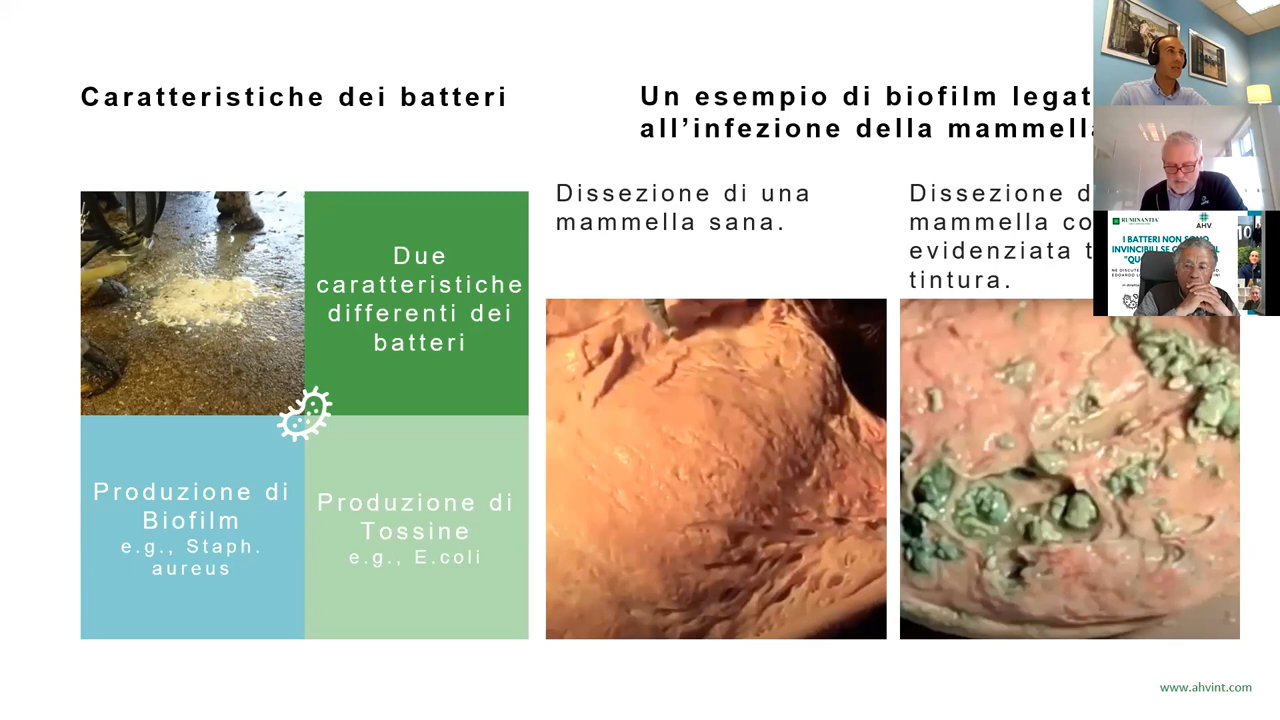 Caratteristiche dei batteri
Un esempio di biofilm legat
all’infezione della mammella
Due
caratteristiche
differenti dei
batteri
Produzione di
Biofilm
e.g., Staph.
aureus
Produzione di
Tossine
e.g., E.coli
Dissezione di una
mammella sana.
Dissezione d
mammella co
evidenziata t
tintura.
RUMINANTIA
AHV
I BATTERI NON SONO
INVINCIBILI SE
"QU
www.ahvint.com